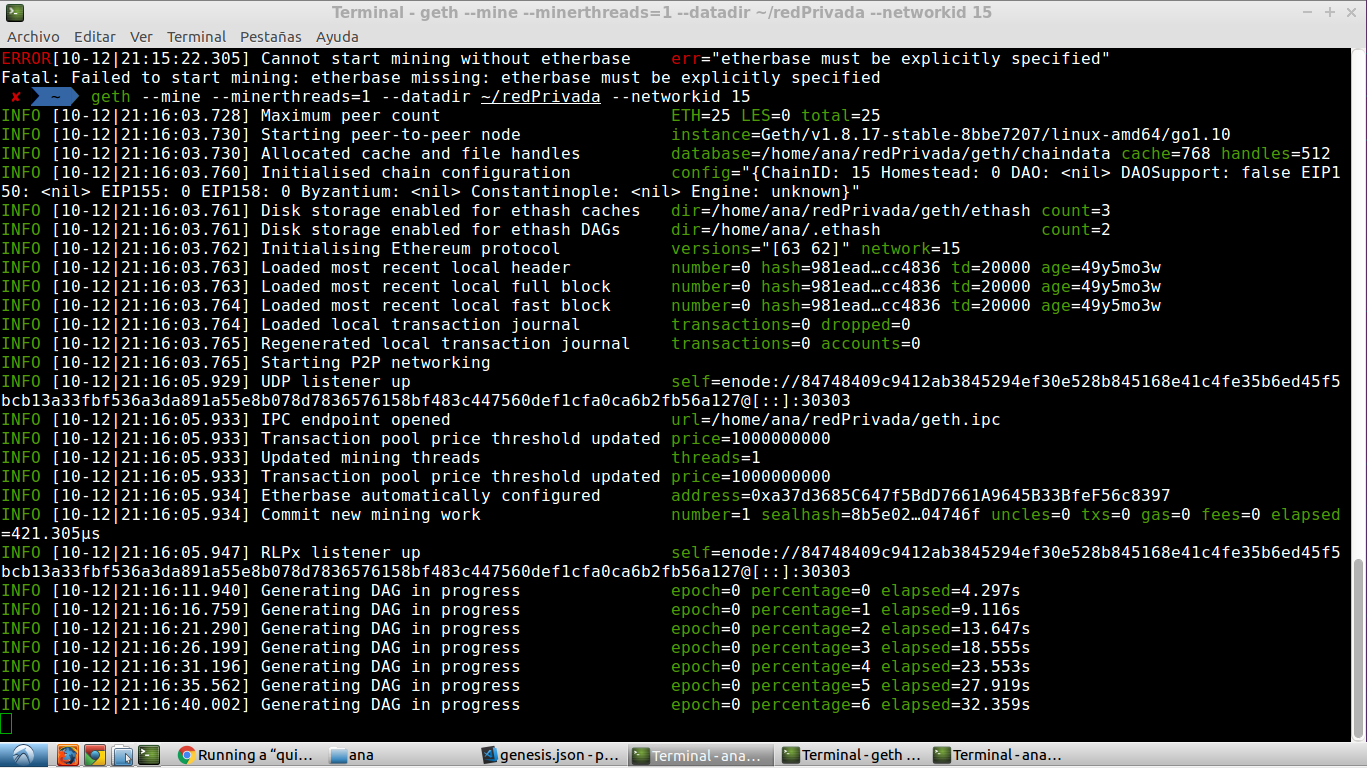 Terminal - geth --mine --minerthreads=1 --datadir ~/redPrivada --networkid 15
Archivo Editar Ver Terminal Pestañas Ayuda
ERROR[10-12|21:15:22.305] Cannot start mining without etherbase err="etherbase must be explicitly specified"
Fatal: Failed to start mining: etherbase missing: etherbase must be explicitly specified
✘ ~ geth --mine --minerthreads=1 --datadir ~/redPrivada --networkid 15
INFO [10-12|21:16:03.728] Maximum peer count ETH=25 LES=0 total=25
INFO [10-12|21:16:03.730] Starting peer-to-peer node instance=Geth/v1.8.17-stable-8bbe7207/linux-amd64/go1.10
INFO [10-12|21:16:03.730] Allocated cache and file handles database=/home/ana/redPrivada/geth/chaindata cache=768 handles=512
INFO [10-12|21:16:03.760] Initialised chain configuration config="{ChainID: 15 Homestead: 0 DAO: <nil> DAOSupport: false EIP1
50: <nil> EIP155: 0 EIP158: 0 Byzantium: <nil> Constantinople: <nil> Engine: unknown}"
INFO [10-12|21:16:03.761] Disk storage enabled for ethash caches dir=/home/ana/redPrivada/geth/ethash count=3
INFO [10-12|21:16:03.761] Disk storage enabled for ethash DAGs dir=/home/ana/.ethash count=2
INFO [10-12|21:16:03.762] Initialising Ethereum protocol versions="[63 62]" network=15
INFO [10-12|21:16:03.763] Loaded most recent local header number=0 hash=981ead…cc4836 td=20000 age=49y5mo3w
INFO [10-12|21:16:03.763] Loaded most recent local full block number=0 hash=981ead…cc4836 td=20000 age=49y5mo3w
INFO [10-12|21:16:03.764] Loaded most recent local fast block number=0 hash=981ead…cc4836 td=20000 age=49y5mo3w
INFO [10-12|21:16:03.764] Loaded local transaction journal transactions=0 dropped=0
INFO [10-12|21:16:03.765] Regenerated local transaction journal transactions=0 accounts=0
INFO [10-12|21:16:03.765] Starting P2P networking
INFO [10-12|21:16:05.929] UDP listener up self=enode://84748409c9412ab3845294ef30e528b845168e41c4fe35b6ed45f5
bcb13a33fbf536a3da891a55e8b078d7836576158bf483c447560def1cfa0ca6b2fb56a127@[::]:30303
INFO [10-12|21:16:05.933] IPC endpoint opened url=/home/ana/redPrivada/geth.ipc
INFO [10-12|21:16:05.933] Transaction pool price threshold updated price=1000000000
INFO [10-12|21:16:05.933] Updated mining threads threads=1
INFO [10-12|21:16:05.933] Transaction pool price threshold updated price=1000000000
INFO [10-12|21:16:05.934] Etherbase automatically configured address=0xa37d3685C647f5BdD7661A9645B33BfeF56c8397
INFO [10-12|21:16:05.934] Commit new mining work number=1 sealhash=8b5e02…04746f uncles=0 txs=0 gas=0 fees=0 elapsed
=421.305µs
INFO [10-12|21:16:05.947] RLPx listener up self=enode://84748409c9412ab3845294ef30e528b845168e41c4fe35b6ed45f5
bcb13a33fbf536a3da891a55e8b078d7836576158bf483c447560def1cfa0ca6b2fb56a127@[::]:30303
INFO [10-12|21:16:11.940] Generating DAG in progress epoch=0 percentage=0 elapsed=4.297s
INFO [10-12|21:16:16.759] Generating DAG in progress epoch=0 percentage=1 elapsed=9.116s
INFO [10-12|21:16:21.290] Generating DAG in progress epoch=0 percentage=2 elapsed=13.647s
INFO [10-12|21:16:26.199] Generating DAG in progress epoch=0 percentage=3 elapsed=18.555s
INFO [10-12|21:16:31.196] Generating DAG in progress epoch=0 percentage=4 elapsed=23.553s
INFO [10-12|21:16:35.562] Generating DAG in progress epoch=0 percentage=5 elapsed=27.919s
INFO [10-12|21:16:40.002] Generating DAG in progress epoch=0 percentage=6 elapsed=32.359s
Running a “qui... ana genesis.json - p... Terminal - ana... Terminal - geth ... Terminal - ana...